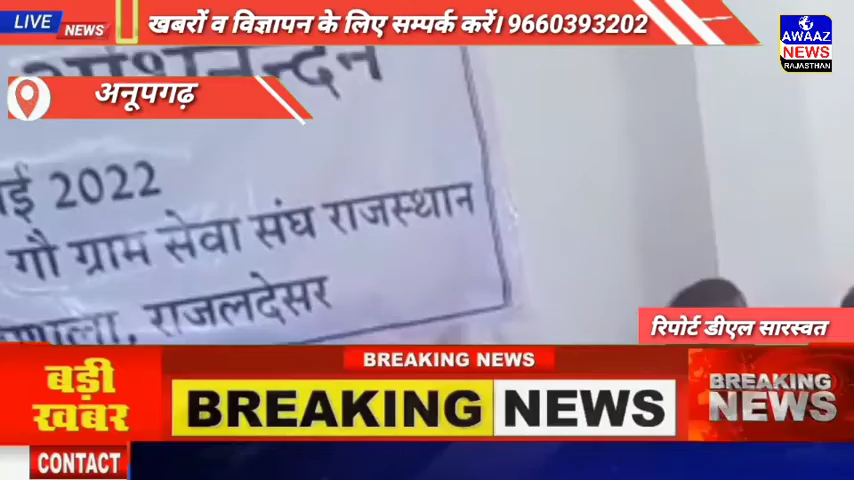 LIVE
NEWS
खबरों व विज्ञापन के लिए सम्पर्क करें। 9660393202
AWAAZ
NEWS
RAJASTHAN
अनूपगढ़
2022
गौ ग्राम सेवा संघ राजस्थान
राजलदेसर
रिपोर्ट डीएल सारस्वत
बड़ी
खबर
BREAKING NEWS
BREAKING NEWS
BREAKING
NEWS
CONTACT